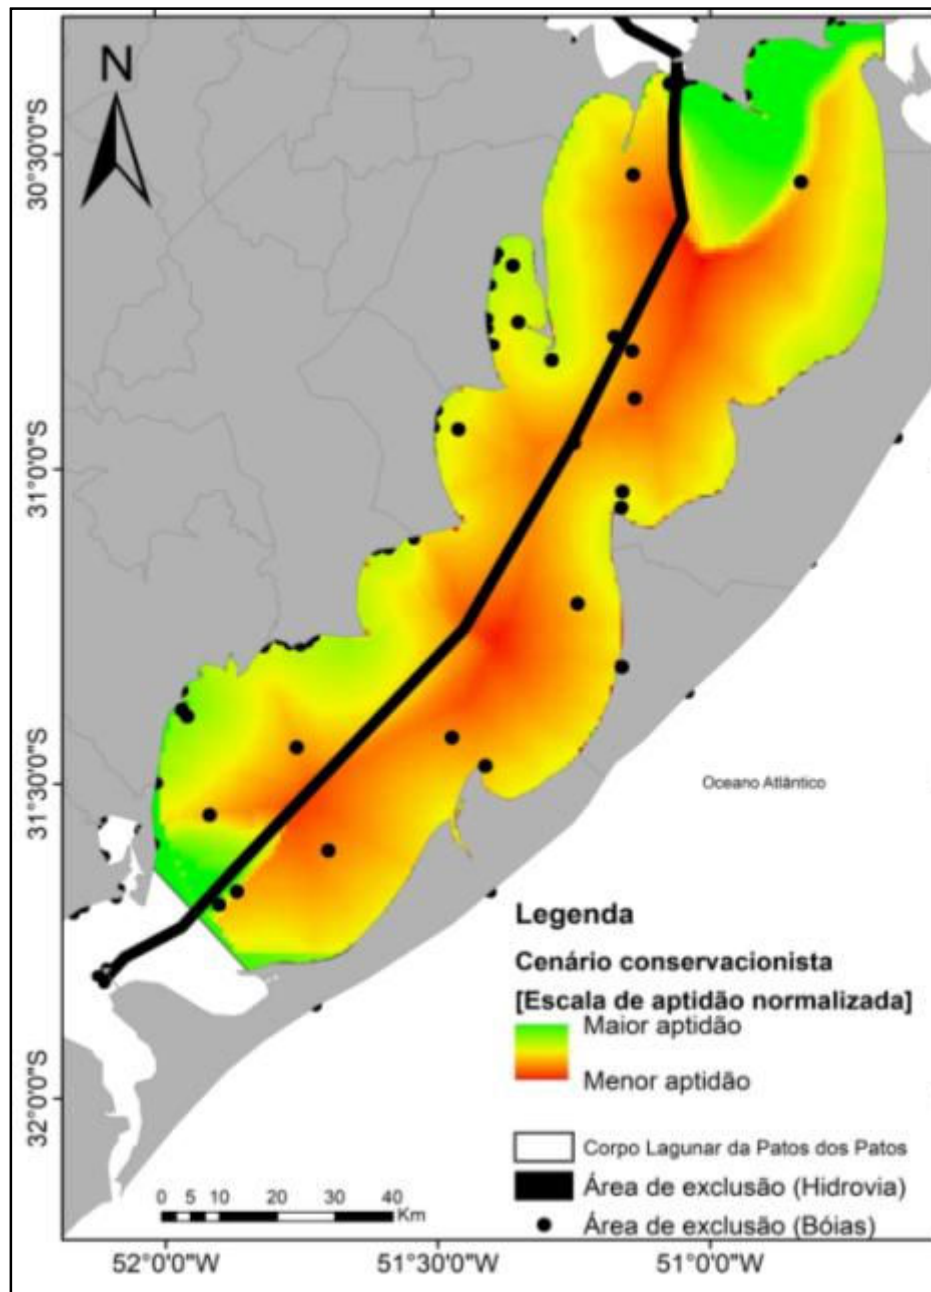 N
30°30'0"S
31°0'0"S
31°30'0"S
32°0'0"S
Oceano Atlântico
Legenda
Cenário conservacionista
[Escala de aptidão normalizada]
Maior aptidão
Menor aptidão
Corpo Lagunar da Patos dos Patos
Área de exclusão (Hidrovia)
Área de exclusão (Bóias)
0 5 10 20 30 40
Km
52°0'0"W 51°30'0"W 51°0'0"W